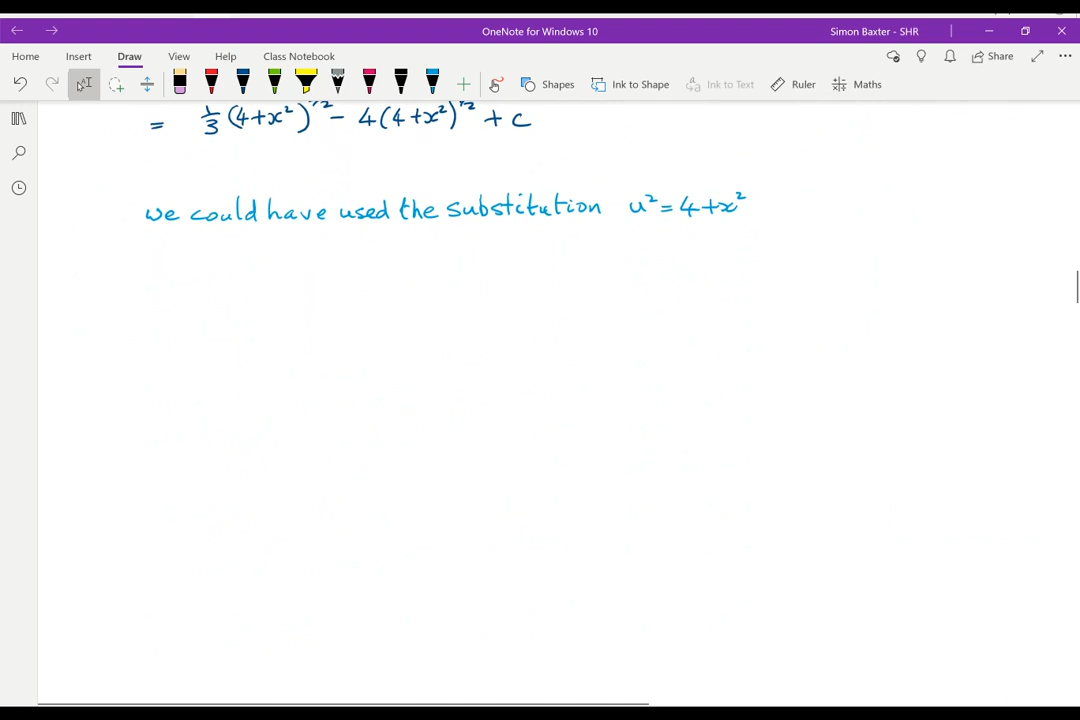 OneNote for Windows 10
Simon Baxter - SHR
Home Insert Draw View Help Class Notebook
Share
Shapes Ink to Shape Ink to Text Ruler Maths
= 1/3 (4+x²) - 4(4+x²)^1/2 + c
we could have used the substitution u² = 4+x²